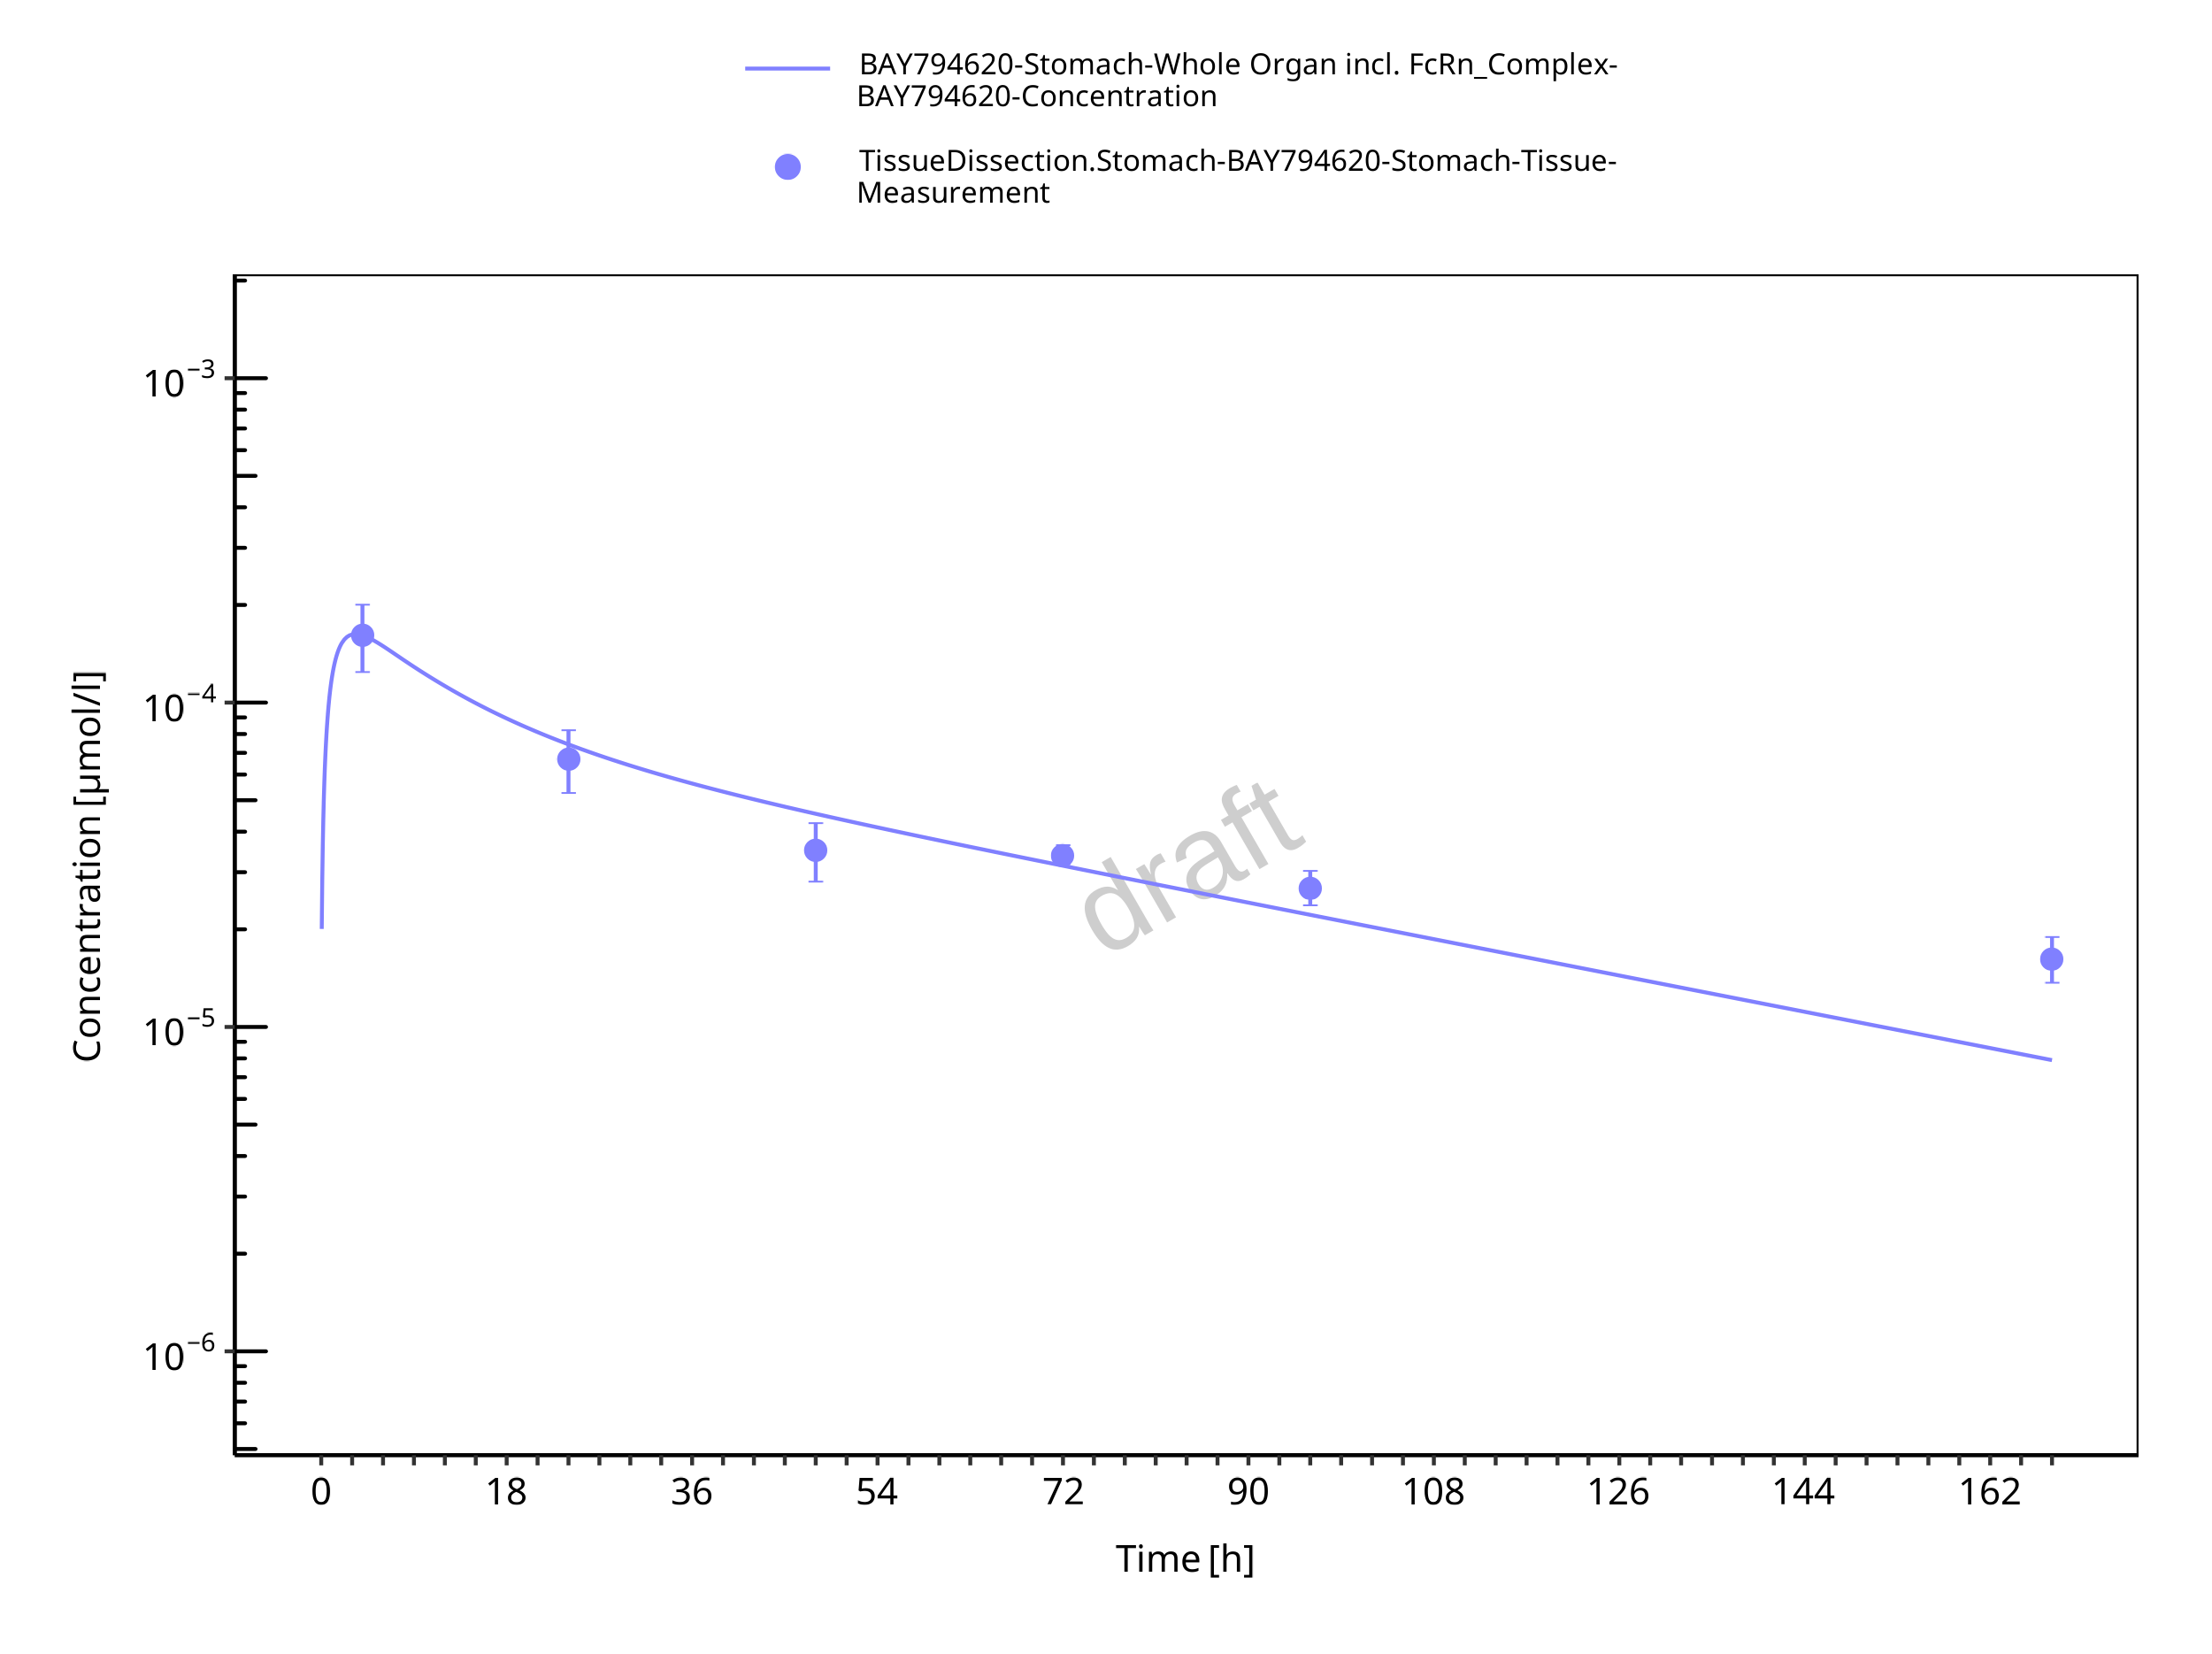 BAY794620-Stomach-Whole Organ incl. FcRn_Complex-
BAY794620-Concentration
TissueDissection.Stomach-BAY794620-Stomach-Tissue-
Measurement
10⁻³
10⁻⁴
10⁻⁵
10⁻⁶
Concentration [µmol/l]
draft
0 18 36 54 72 90 108 126 144 162
Time [h]